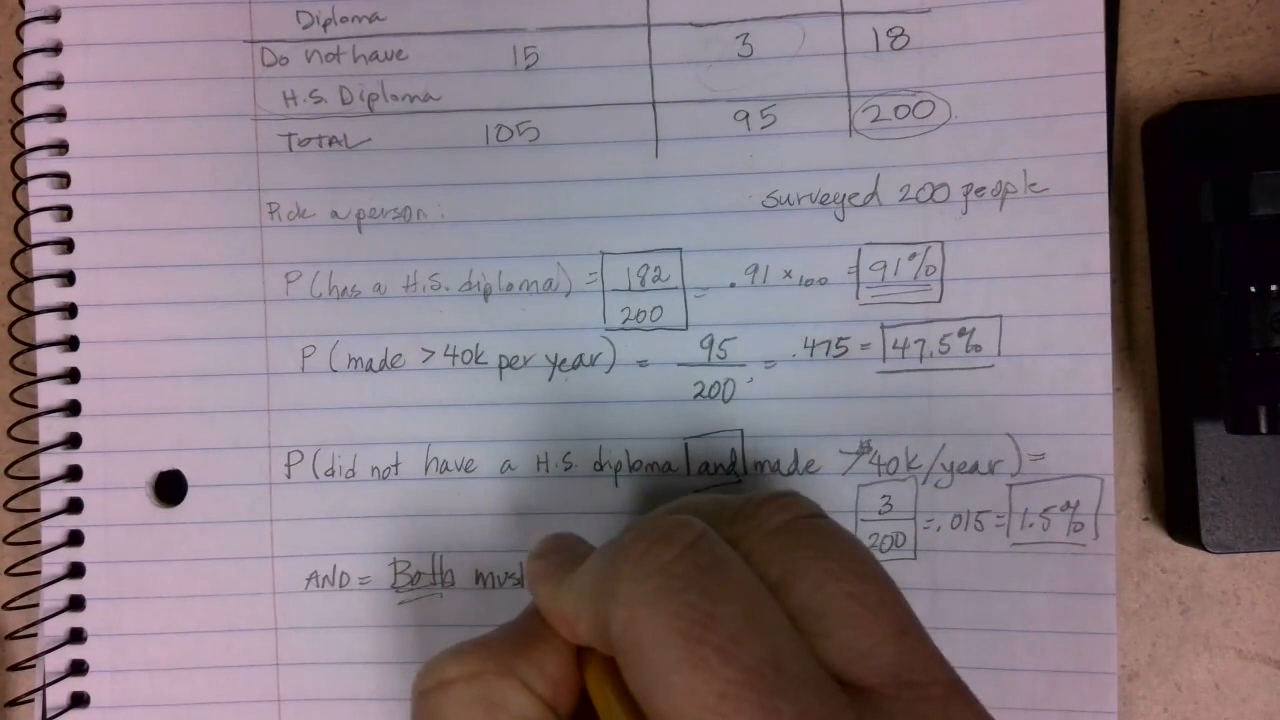 Diploma
Do not have 15 3 18
H.S. Diploma
TOTAL 105 95 200
surveyed 200 people
Pick a person:
P(has a H.S. diploma) = 182/200 = .91 × 100 = 91%
P(made >40k per year) = 95/200 = .475 = 47.5%
P(did not have a H.S. diploma and made >40k/year) =
3/200 = .015 = 1.5%
AND = Both must